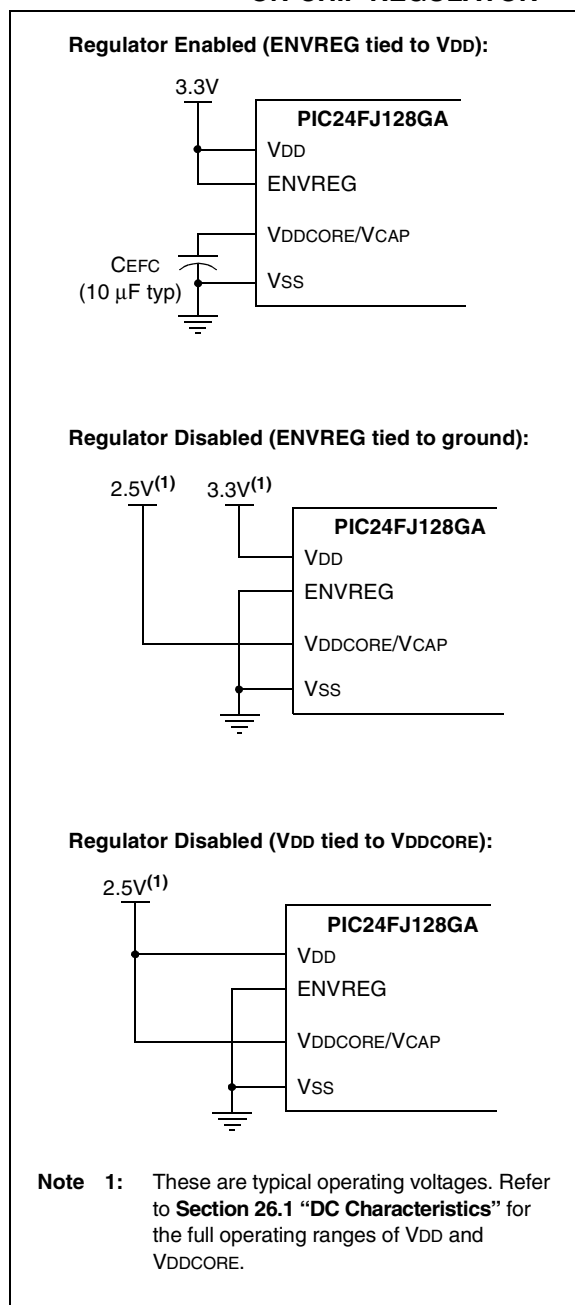 ON-CHIP REGULATOR
Regulator Enabled (ENVREG tied to VDD):
3.3V
PIC24FJ128GA
VDD
ENVREG
VDDCORE/VCAP
CEFC
(10 μF typ)
VSS
Regulator Disabled (ENVREG tied to ground):
2.5V(1) 3.3V(1)
PIC24FJ128GA
VDD
ENVREG
VDDCORE/VCAP
VSS
Regulator Disabled (VDD tied to VDDCORE):
2.5V(1)
PIC24FJ128GA
VDD
ENVREG
VDDCORE/VCAP
VSS
Note 1: These are typical operating voltages. Refer
to Section 26.1 “DC Characteristics” for
the full operating ranges of VDD and
VDDCORE.